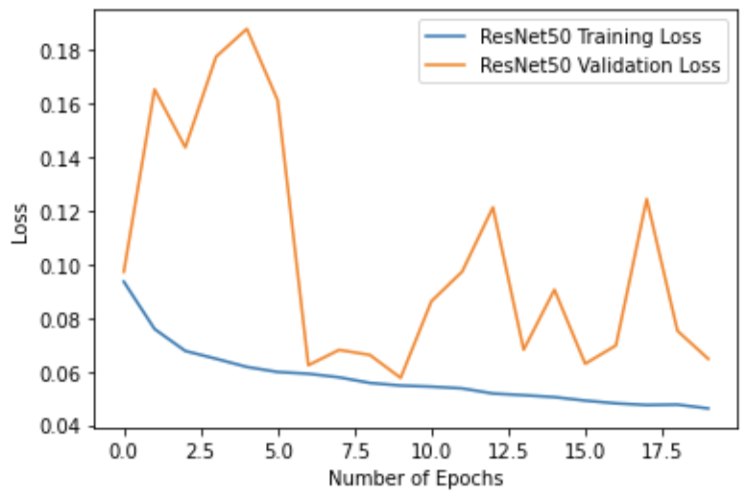 ResNet50 Training Loss
ResNet50 Validation Loss
Loss
0.18
0.16
0.14
0.12
0.10
0.08
0.06
0.04
0.0 2.5 5.0 7.5 10.0 12.5 15.0 17.5
Number of Epochs